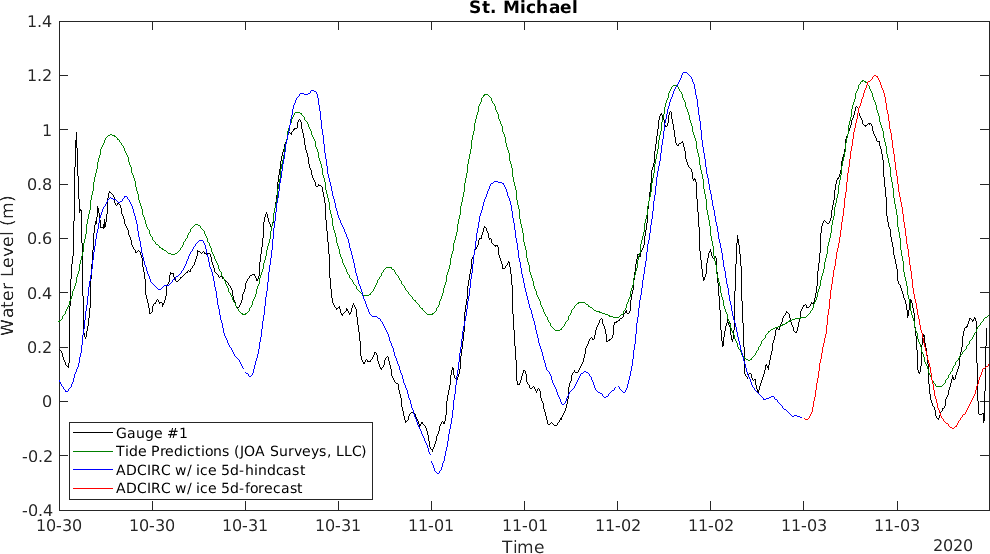 St. Michael
Water Level (m)
1.4
1.2
1
0.8
0.6
0.4
0.2
0
-0.2
-0.4
Gauge #1
Tide Predictions (JOA Surveys, LLC)
ADCIRC w/ ice 5d-hindcast
ADCIRC w/ ice 5d-forecast
10-30 10-30 10-31 10-31 11-01 11-01 11-02 11-02 11-03 11-03
Time
2020